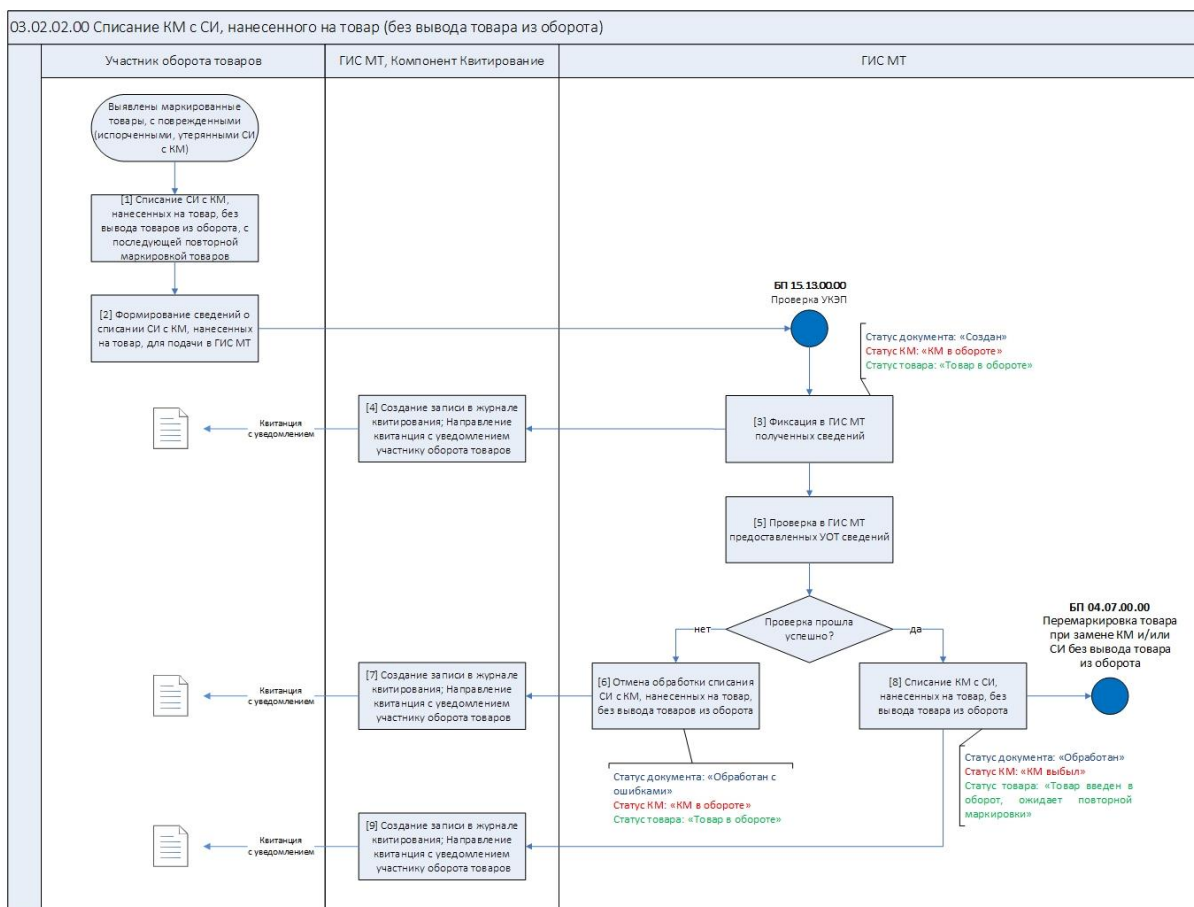 03.02.02.00 Списание КМ с СИ, нанесенного на товар (без вывода товара из оборота)
Участник оборота товаров
ГИС МТ, Компонент Квитирование
ГИС МТ
Выявлены маркированные
товары, с поврежденными
(испорченными, утерянными СИ
с КМ)
[1] Списание СИ с КМ,
нанесенных на товар, без
вывода товаров из оборота, с
последующей повторной
маркировкой товаров
[2] Формирование сведений о
списании СИ с КМ, нанесенных
на товар, для подачи в ГИС МТ
БП 15.13.00.00
Проверка УКЭП
Статус документа: «Создан»
Статус КМ: «КМ в обороте»
Статус товара: «Товар в обороте»
Квитанция
с уведомлением
[4] Создание записи в журнале
квитирования; Направление
квитанция с уведомлением
участнику оборота товаров
[3] Фиксация в ГИС МТ
полученных сведений
[5] Проверка в ГИС МТ
предоставленных УОТ сведений
Проверка прошла
успешно?
нет
да
БП 04.07.00.00
Перемаркировка товара
при замене КМ и/или
СИ без вывода товара
из оборота
Квитанция
с уведомлением
[7] Создание записи в журнале
квитирования; Направление
квитанция с уведомлением
участнику оборота товаров
[6] Отмена обработки списания
СИ с КМ, нанесенных на товар,
без вывода товаров из оборота
[8] Списание КМ с СИ,
нанесенных на товар, без
вывода товара из оборота
Статус документа: «Обработан с
ошибками»
Статус КМ: «КМ в обороте»
Статус товара: «Товар в обороте»
Статус документа: «Обработан»
Статус КМ: «КМ выбыл»
Статус товара: «Товар введен в
оборот, ожидает повторной
маркировки»
Квитанция
с уведомлением
[9] Создание записи в журнале
квитирования; Направление
квитанция с уведомлением
участнику оборота товаров